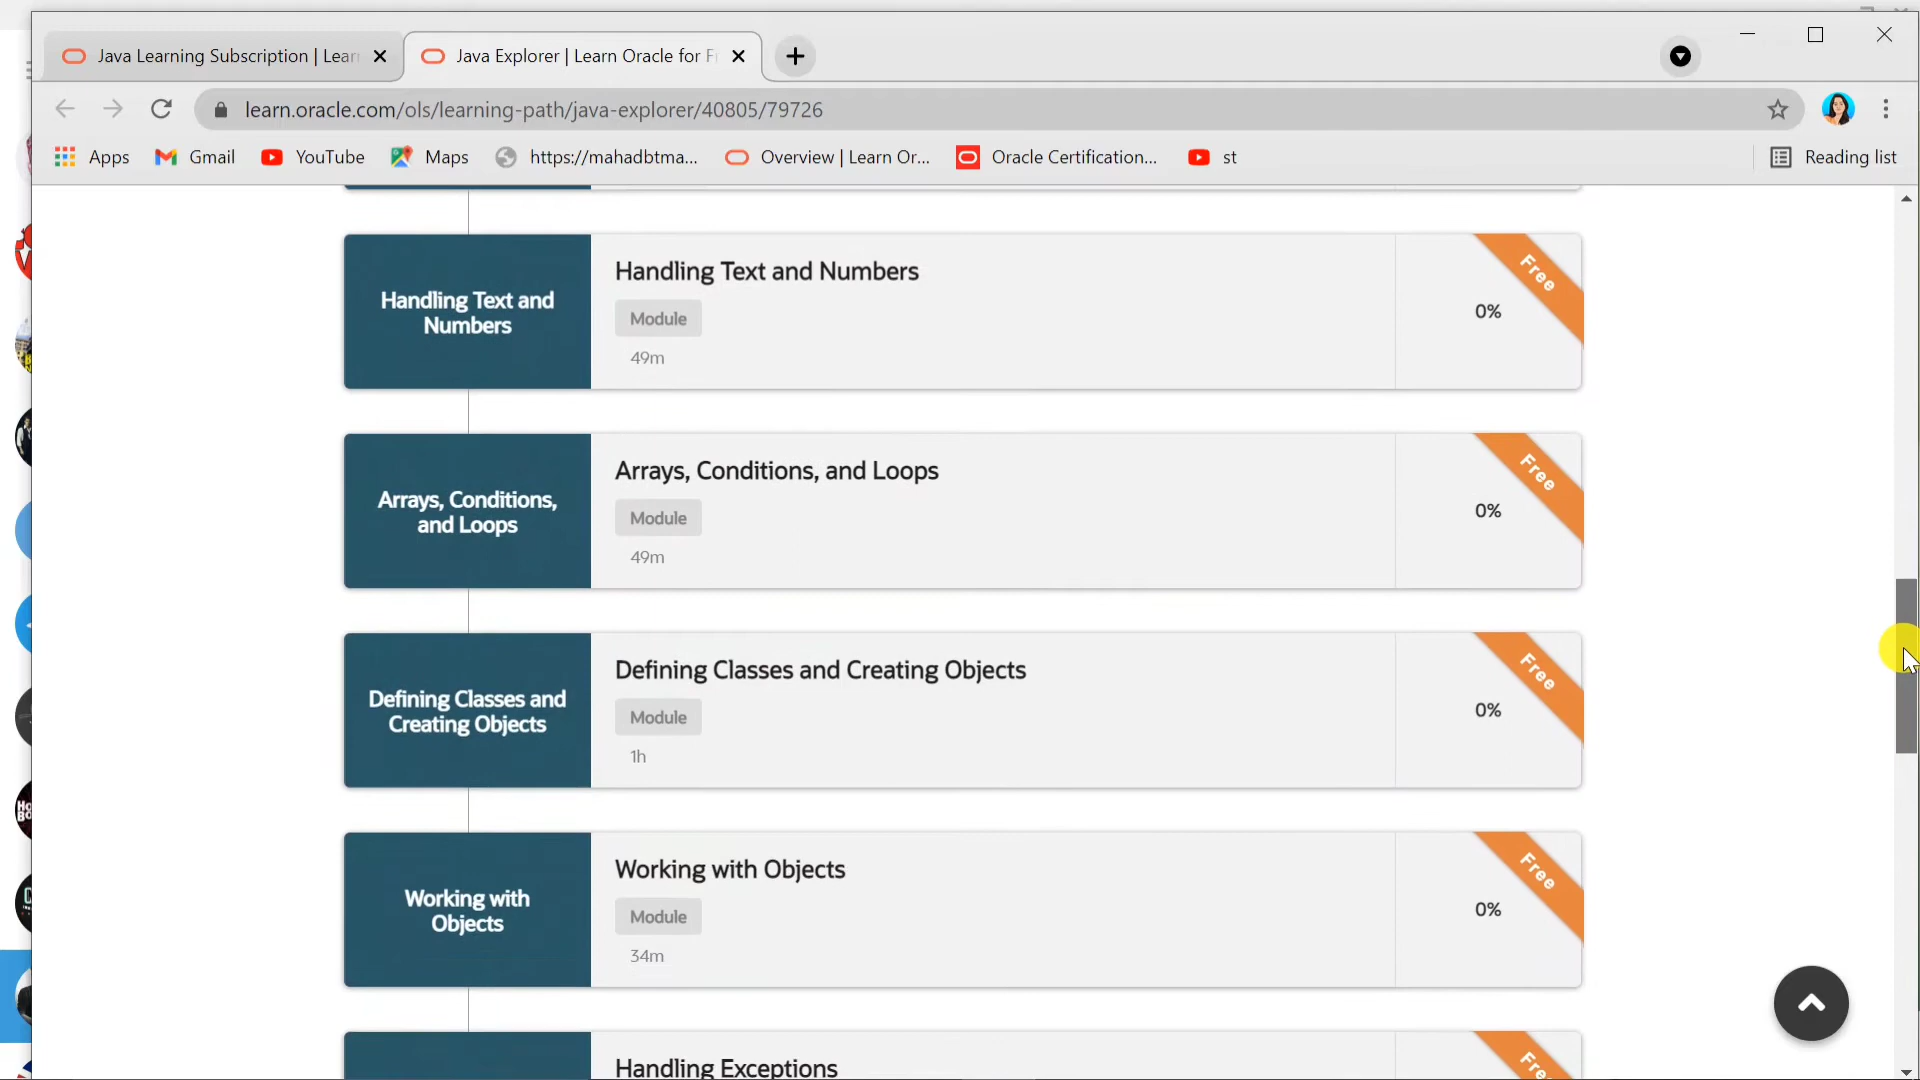 Java Learning Subscription | Lear
Java Explorer | Learn Oracle for F
learn.oracle.com/ols/learning-path/java-explorer/40805/79726
Apps
Gmail
YouTube
Maps
https://mahadbtma...
Overview | Learn Or...
Oracle Certification...
st
Reading list
Handling Text and
Numbers
Handling Text and Numbers
Module
49m
0%
Free
Arrays, Conditions,
and Loops
Arrays, Conditions, and Loops
Module
49m
0%
Free
Defining Classes and
Creating Objects
Defining Classes and Creating Objects
Module
1h
0%
Free
Working with
Objects
Working with Objects
Module
34m
0%
Free
Handling Exceptions
Free